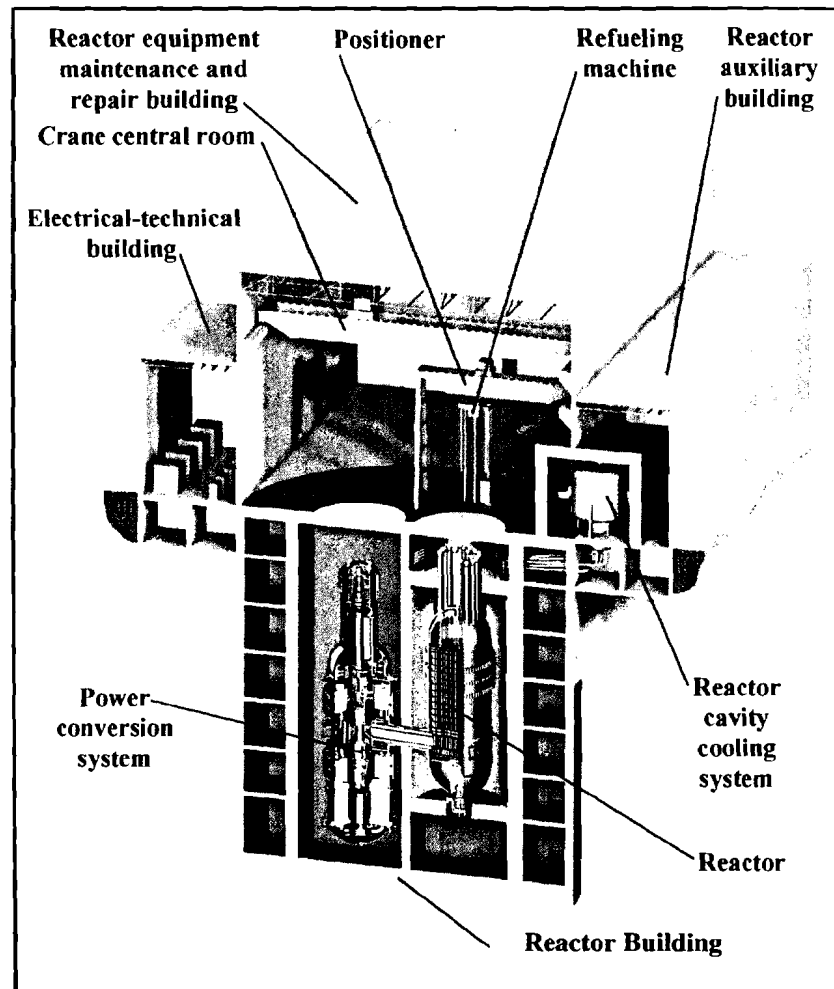 Reactor equipment
maintenance and
repair building
Positioner
Refueling
machine
Reactor
auxiliary
building
Crane central room
Electrical-technical
building
Power
conversion
system
Reactor
cavity
cooling
system
Reactor
Reactor Building